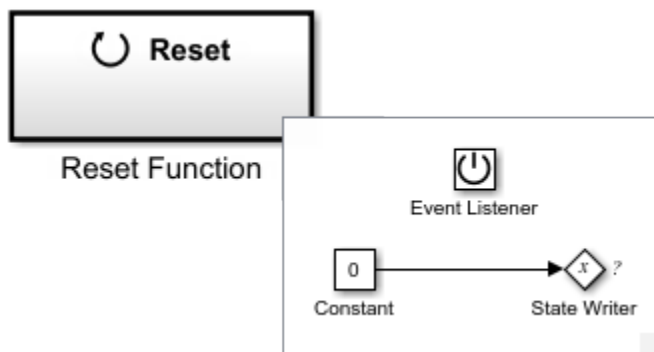 Reset
Reset Function
Event Listener
0
x ?
Constant
State Writer